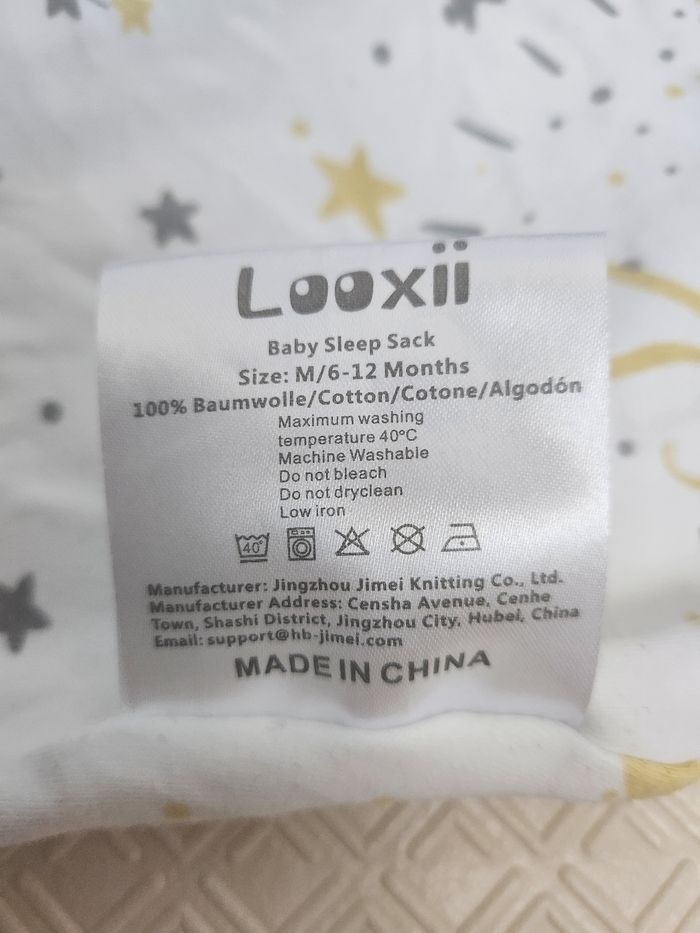 Looxii
Baby Sleep Sack
Size: M/6-12 Months
100% Baumwolle/Cotton/Cotone/Algodón
Maximum washing
temperature 40°C
Machine Washable
Do not bleach
Do not dryclean
Low iron
40°
Manufacturer: Jingzhou Jimei Knitting Co., Ltd.
Manufacturer Address: Censha Avenue, Cenhe
Town, Shashi District, Jingzhou City, Hubei, China
Email: support@hb-jimei.com
MADE IN CHINA